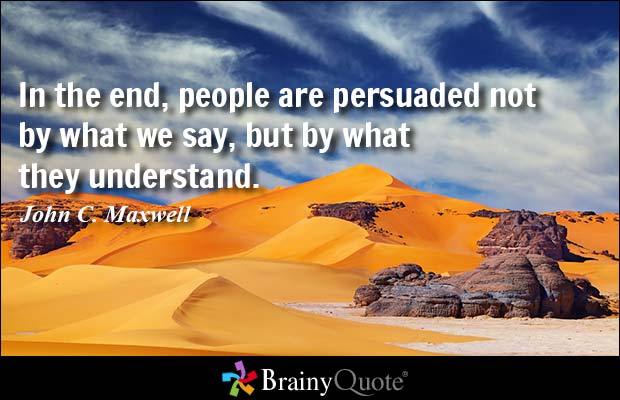 In the end, people are persuaded not
by what we say, but by what
they understand.
John C. Maxwell
BrainyQuote®